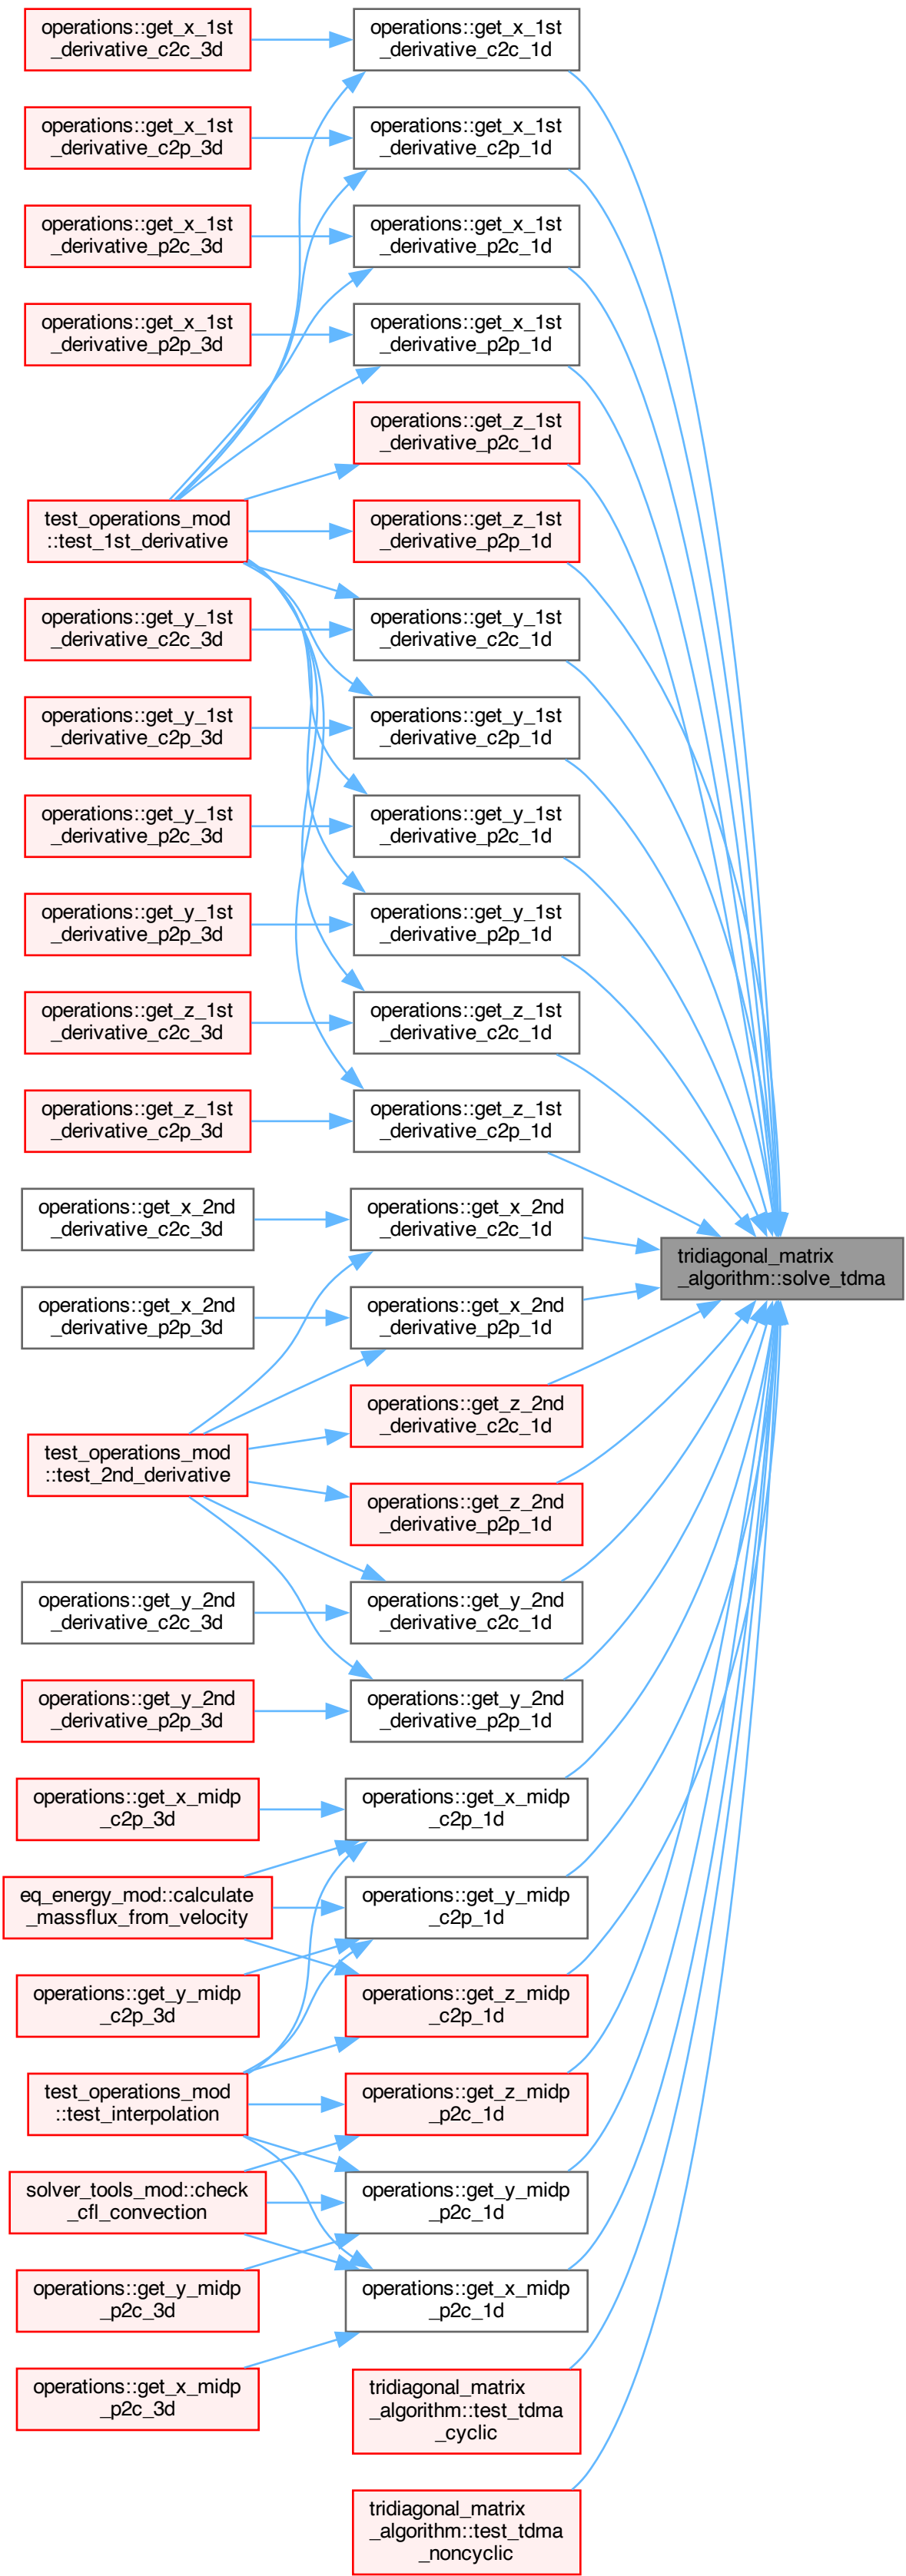 operations::get_x_1st
_derivative_c2c_3d
operations::get_x_1st
_derivative_c2c_1d
operations::get_x_1st
_derivative_c2p_3d
operations::get_x_1st
_derivative_c2p_1d
operations::get_x_1st
_derivative_p2c_3d
operations::get_x_1st
_derivative_p2c_1d
operations::get_x_1st
_derivative_p2p_3d
operations::get_x_1st
_derivative_p2p_1d
operations::get_z_1st
_derivative_p2c_1d
test_operations_mod
::test_1st_derivative
operations::get_z_1st
_derivative_p2p_1d
operations::get_y_1st
_derivative_c2c_3d
operations::get_y_1st
_derivative_c2c_1d
operations::get_y_1st
_derivative_c2p_3d
operations::get_y_1st
_derivative_c2p_1d
operations::get_y_1st
_derivative_p2c_3d
operations::get_y_1st
_derivative_p2c_1d
operations::get_y_1st
_derivative_p2p_3d
operations::get_y_1st
_derivative_p2p_1d
operations::get_z_1st
_derivative_c2c_3d
operations::get_z_1st
_derivative_c2c_1d
operations::get_z_1st
_derivative_c2p_3d
operations::get_z_1st
_derivative_c2p_1d
operations::get_x_2nd
_derivative_c2c_3d
operations::get_x_2nd
_derivative_c2c_1d
tridiagonal_matrix
_algorithm::solve_tdma
operations::get_x_2nd
_derivative_p2p_3d
operations::get_x_2nd
_derivative_p2p_1d
operations::get_z_2nd
_derivative_c2c_1d
test_operations_mod
::test_2nd_derivative
operations::get_z_2nd
_derivative_p2p_1d
operations::get_y_2nd
_derivative_c2c_3d
operations::get_y_2nd
_derivative_c2c_1d
operations::get_y_2nd
_derivative_p2p_3d
operations::get_y_2nd
_derivative_p2p_1d
operations::get_x_midp
_c2p_3d
operations::get_x_midp
_c2p_1d
eq_energy_mod::calculate
_massflux_from_velocity
operations::get_y_midp
_c2p_1d
operations::get_y_midp
_c2p_3d
operations::get_z_midp
_c2p_1d
test_operations_mod
::test_interpolation
operations::get_z_midp
_p2c_1d
solver_tools_mod::check
_cfl_convection
operations::get_y_midp
_p2c_1d
operations::get_y_midp
_p2c_3d
operations::get_x_midp
_p2c_1d
operations::get_x_midp
_p2c_3d
tridiagonal_matrix
_algorithm::test_tdma
_cyclic
tridiagonal_matrix
_algorithm::test_tdma
_noncyclic